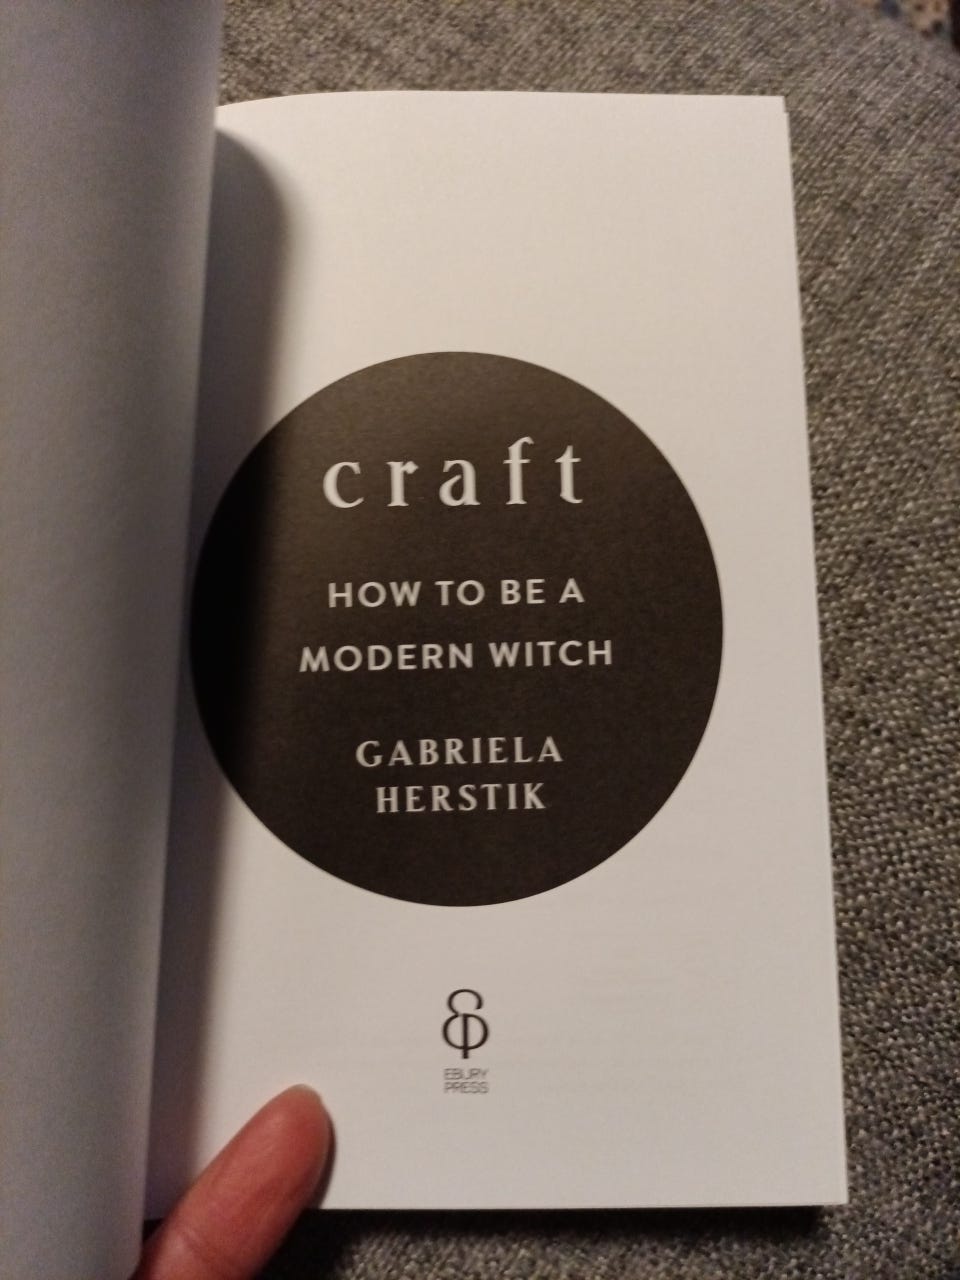 craft
HOW TO BE A
MODERN WITCH
GABRIELA
HERSTIK
EBURY
PRESS